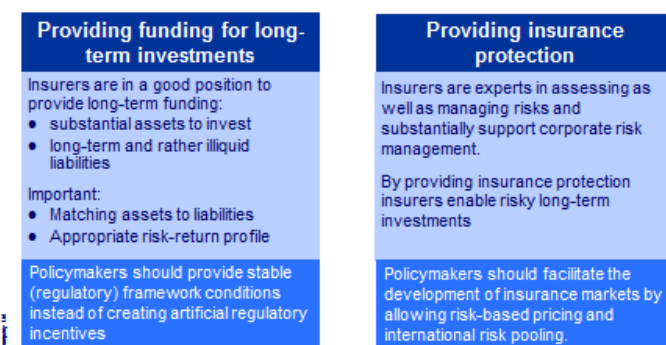 Providing funding for long-
term investments
Insurers are in a good position to
provide long-term funding:
● substantial assets to invest
● long-term and rather illiquid
liabilities
Important:
● Matching assets to liabilities
● Appropriate risk-return profile
Policymakers should provide stable
(regulatory) framework conditions
instead of creating artificial regulatory
incentives
Providing insurance
protection
Insurers are experts in assessing as
well as managing risks and
substantially support corporate risk
management.
By providing insurance protection
insurers enable risky long-term
investments
Policymakers should facilitate the
development of insurance markets by
allowing risk-based pricing and
international risk pooling.